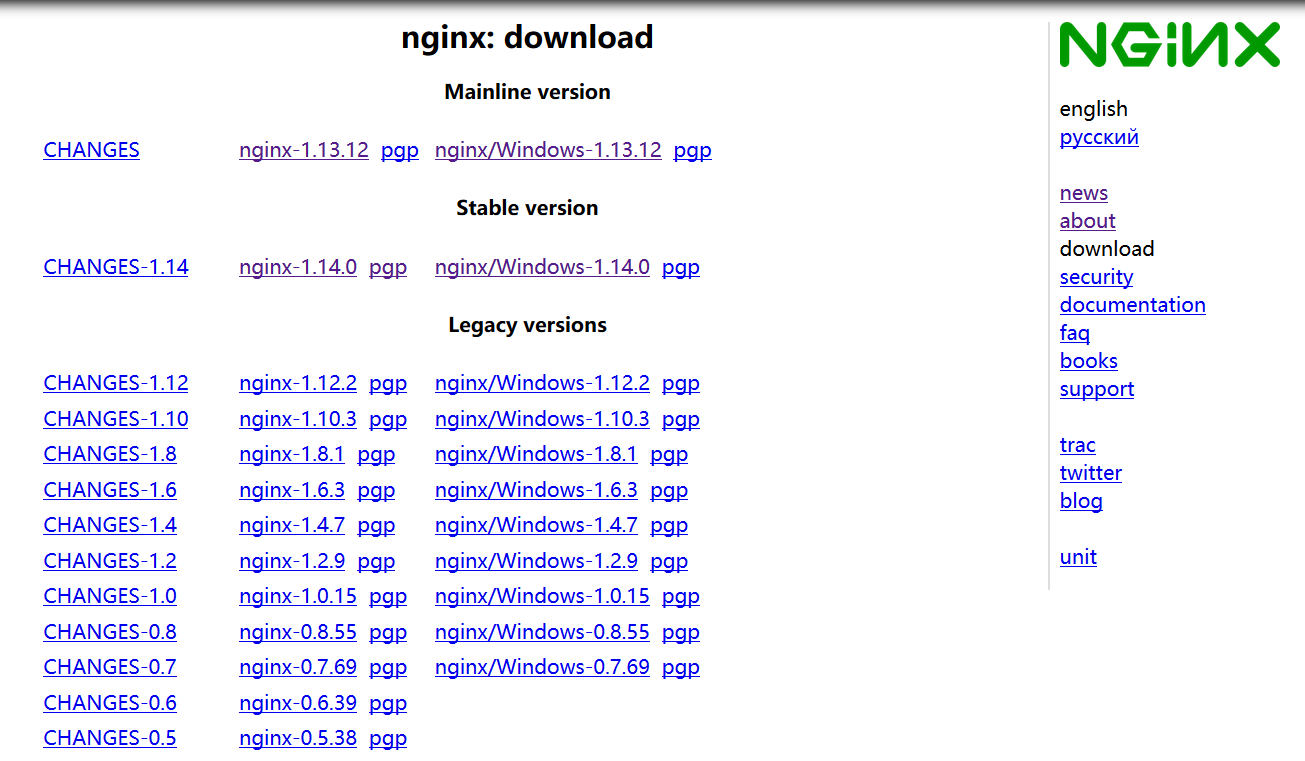 nginx: download
Mainline version
CHANGES nginx-1.13.12 pgp nginx/Windows-1.13.12 pgp
Stable version
CHANGES-1.14 nginx-1.14.0 pgp nginx/Windows-1.14.0 pgp
Legacy versions
CHANGES-1.12 nginx-1.12.2 pgp nginx/Windows-1.12.2 pgp
CHANGES-1.10 nginx-1.10.3 pgp nginx/Windows-1.10.3 pgp
CHANGES-1.8 nginx-1.8.1 pgp nginx/Windows-1.8.1 pgp
CHANGES-1.6 nginx-1.6.3 pgp nginx/Windows-1.6.3 pgp
CHANGES-1.4 nginx-1.4.7 pgp nginx/Windows-1.4.7 pgp
CHANGES-1.2 nginx-1.2.9 pgp nginx/Windows-1.2.9 pgp
CHANGES-1.0 nginx-1.0.15 pgp nginx/Windows-1.0.15 pgp
CHANGES-0.8 nginx-0.8.55 pgp nginx/Windows-0.8.55 pgp
CHANGES-0.7 nginx-0.7.69 pgp nginx/Windows-0.7.69 pgp
CHANGES-0.6 nginx-0.6.39 pgp
CHANGES-0.5 nginx-0.5.38 pgp
NGiNX
english
русский
news
about
download
security
documentation
faq
books
support
trac
twitter
blog
unit